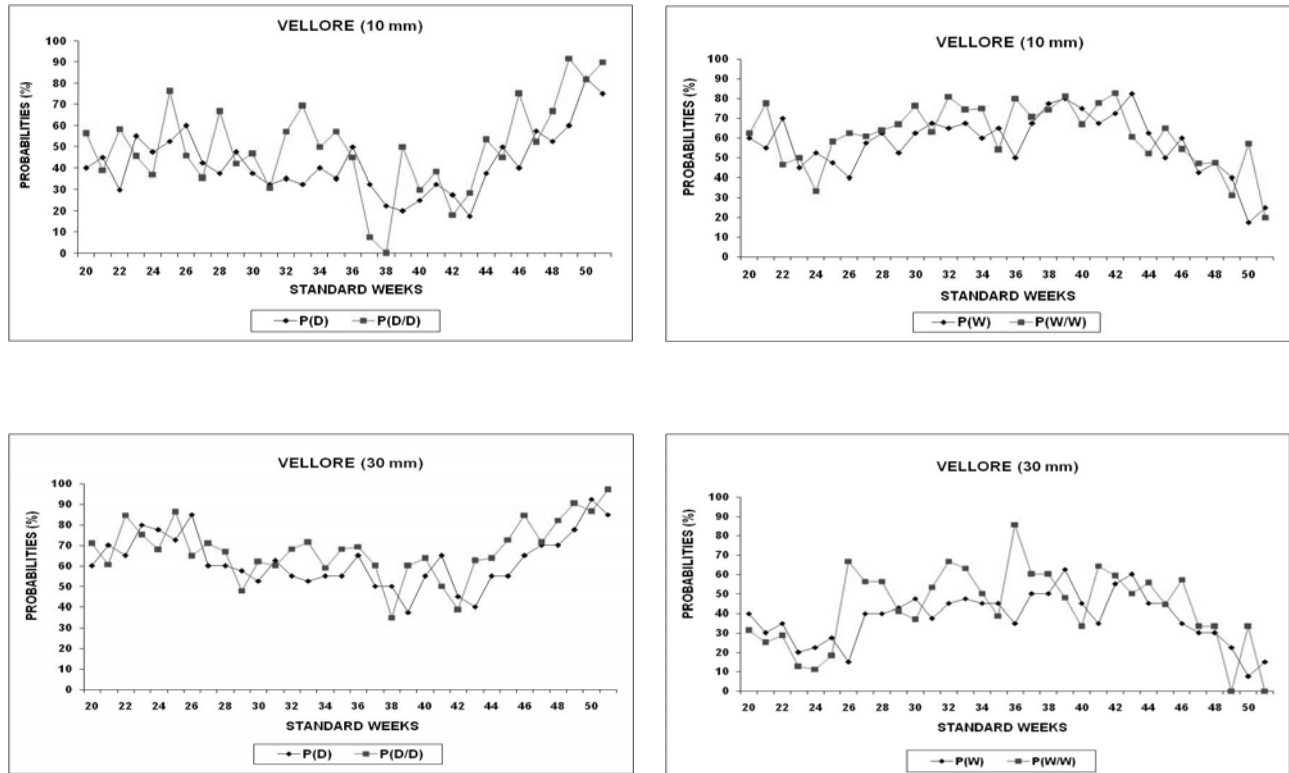 VELLORE (10 mm)
PROBABILITIES (%)
100
90
80
70
60
50
40
30
20
10
0
20 22 24 26 28 30 32 34 36 38 40 42 44 46 48 50
STANDARD WEEKS
P(D) P(D/D)
VELLORE (10 mm)
PROBABILITIES (%)
100
90
80
70
60
50
40
30
20
10
0
20 22 24 26 28 30 32 34 36 38 40 42 44 46 48 50
STANDARD WEEKS
P(W) P(W/W)
VELLORE (30 mm)
PROBABILITIES (%)
100
90
80
70
60
50
40
30
20
10
0
20 22 24 26 28 30 32 34 36 38 40 42 44 46 48 50
STANDARD WEEKS
P(D) P(D/D)
VELLORE (30 mm)
PROBABILITIES (%)
100
90
80
70
60
50
40
30
20
10
0
20 22 24 26 28 30 32 34 36 38 40 42 44 46 48 50
STANDARD WEEKS
P(W) P(W/W)